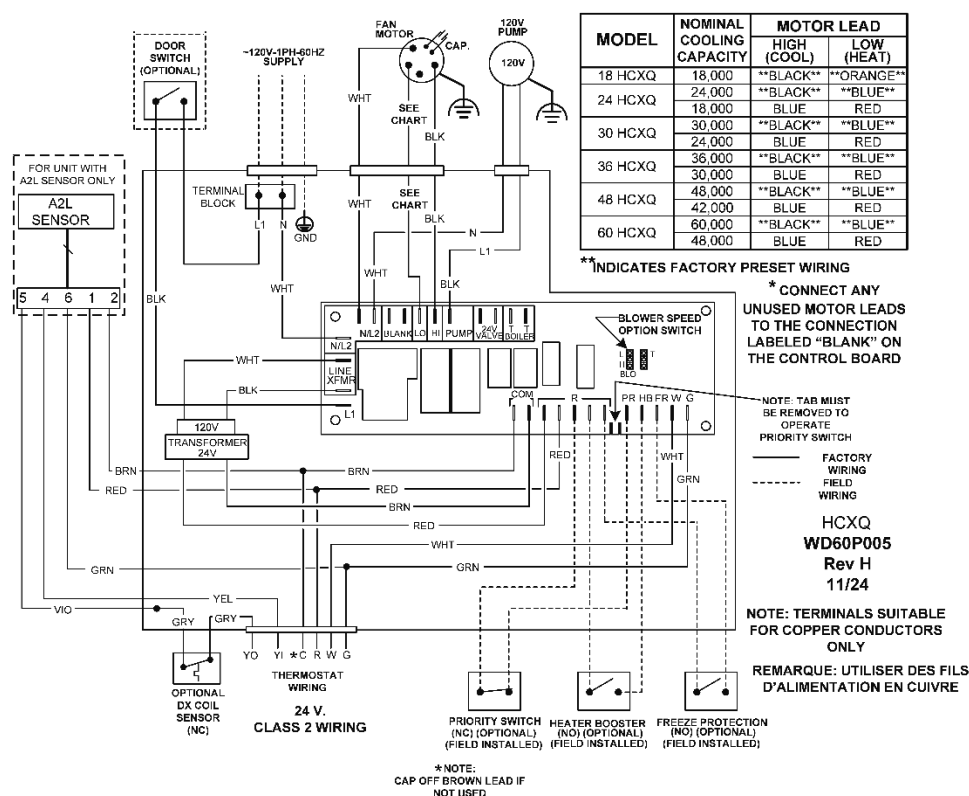 DOOR
SWITCH
(OPTIONAL)
~120V-1PH-60HZ
SUPPLY
FAN
MOTOR
CAP.
120V
PUMP
120V
WHT
SEE
CHART
BLK
MODEL
NOMINAL
COOLING
CAPACITY
MOTOR LEAD
HIGH
(COOL)
LOW
(HEAT)
18 HCXQ 18,000 **BLACK** **ORANGE**
24 HCXQ
24,000 **BLACK** **BLUE**
18,000 BLUE RED
30 HCXQ
30,000 **BLACK** **BLUE**
24,000 BLUE RED
36 HCXQ
36,000 **BLACK** **BLUE**
30,000 BLUE RED
48 HCXQ
48,000 **BLACK** **BLUE**
42,000 BLUE RED
60 HCXQ
60,000 **BLACK** **BLUE**
48,000 BLUE RED
**INDICATES FACTORY PRESET WIRING
* CONNECT ANY
UNUSED MOTOR LEADS
TO THE CONNECTION
LABELED “BLANK” ON
THE CONTROL BOARD
FOR UNIT WITH
A2L SENSOR ONLY
A2L
SENSOR
5 4 6 1 2
TERMINAL
BLOCK
L1 N
GND
WHT
SEE
CHART
BLK
N
L1
WHT
BLK
WHT
BLK
N/L2 BLANK LO HI PUMP 24V VALVE T T BOILER
N/L2
LINE
XFMR
L1
BLOWER SPEED
OPTION SWITCH
L T
H
BLO
COM R PR HB FR W G
WHT
BLK
120V
TRANSFORMER
24V
NOTE: TAB MUST
BE REMOVED TO
OPERATE
PRIORITY SWITCH
FACTORY
WIRING
FIELD
WIRING
BRN BRN RED WHT
RED RED GRN
BRN
RED
WHT
GRN GRN
HCXQ
WD60P005
Rev H
11/24
YEL
VIO GRY GRY
YO YI *C R W G
THERMOSTAT
WIRING
24 V.
CLASS 2 WIRING
OPTIONAL
DX COIL
SENSOR
(NC)
NOTE: TERMINALS SUITABLE
FOR COPPER CONDUCTORS
ONLY
REMARQUE: UTILISER DES FILS
D’ALIMENTATION EN CUIVRE
PRIORITY SWITCH
(NC) (OPTIONAL)
(FIELD INSTALLED)
HEATER BOOSTER
(NO) (OPTIONAL)
(FIELD INSTALLED)
FREEZE PROTECTION
(NO) (OPTIONAL)
(FIELD INSTALLED)
*NOTE:
CAP OFF BROWN LEAD IF
NOT USED